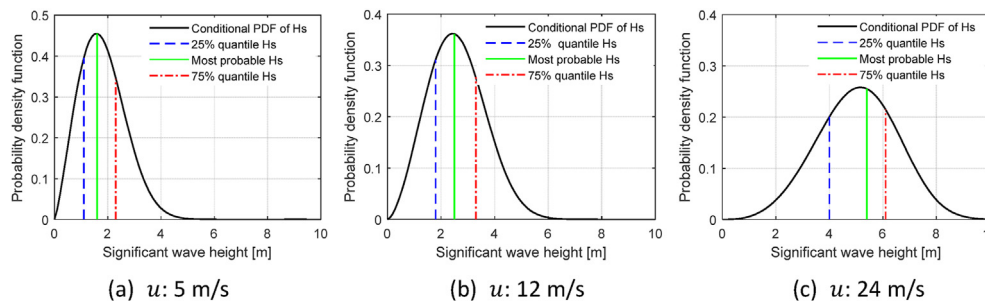 Probability density function
0.5
0.4
0.3
0.2
0.1
0
Conditional PDF of Hs
25% quantile Hs
Most probable Hs
75% quantile Hs
0 2 4 6 8 10
Significant wave height [m]
(a) u: 5 m/s
Probability density function
0.4
0.3
0.2
0.1
0
Conditional PDF of Hs
25%  quantile Hs
Most probable Hs
75% quantile Hs
0 2 4 6 8 10
Significant wave height [m]
(b) u: 12 m/s
Probability density function
0.4
0.3
0.2
0.1
0
Conditional PDF of Hs
25% quantile Hs
Most probable Hs
75% quantile Hs
0 2 4 6 8 10
Significant wave height [m]
(c) u: 24 m/s